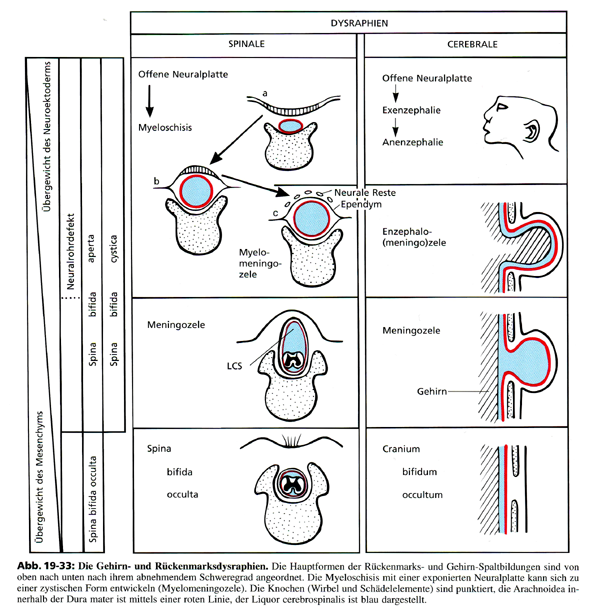 DYSRAPHIEN
SPINALE
CEREBRALE
Übergewicht des Neuroektoderms
Übergewicht des Mesenchyms
Neuralrohrdefekt
Spina bifida aperta
Spina bifida cystica
Spina bifida occulta
Offene Neuralplatte
Myeloschisis
a
b
c
Neurale Reste
Ependym
Myelo-
meningo-
zele
Offene Neuralplatte
Exenzephalie
Anenzephalie
Enzephalo-
(meningo)zele
Meningozele
LCS
Meningozele
Gehirn
Spina
bifida
occulta
Cranium
bifidum
occultum
Abb. 19-33: Die Gehirn- und Rückenmarksdysraphien. Die Hauptformen der Rückenmarks- und Gehirn-Spaltbildungen sind von
oben nach unten nach ihrem abnehmendem Schweregrad angeordnet. Die Myeloschisis mit einer exponierten Neuralplatte kann sich zu
einer zystischen Form entwickeln (Myelomeningozele). Die Knochen (Wirbel und Schädelelemente) sind punktiert, die Arachnoidea in-
nerhalb der Dura mater ist mittels einer roten Linie, der Liquor cerebrospinalis ist blau dargestellt.